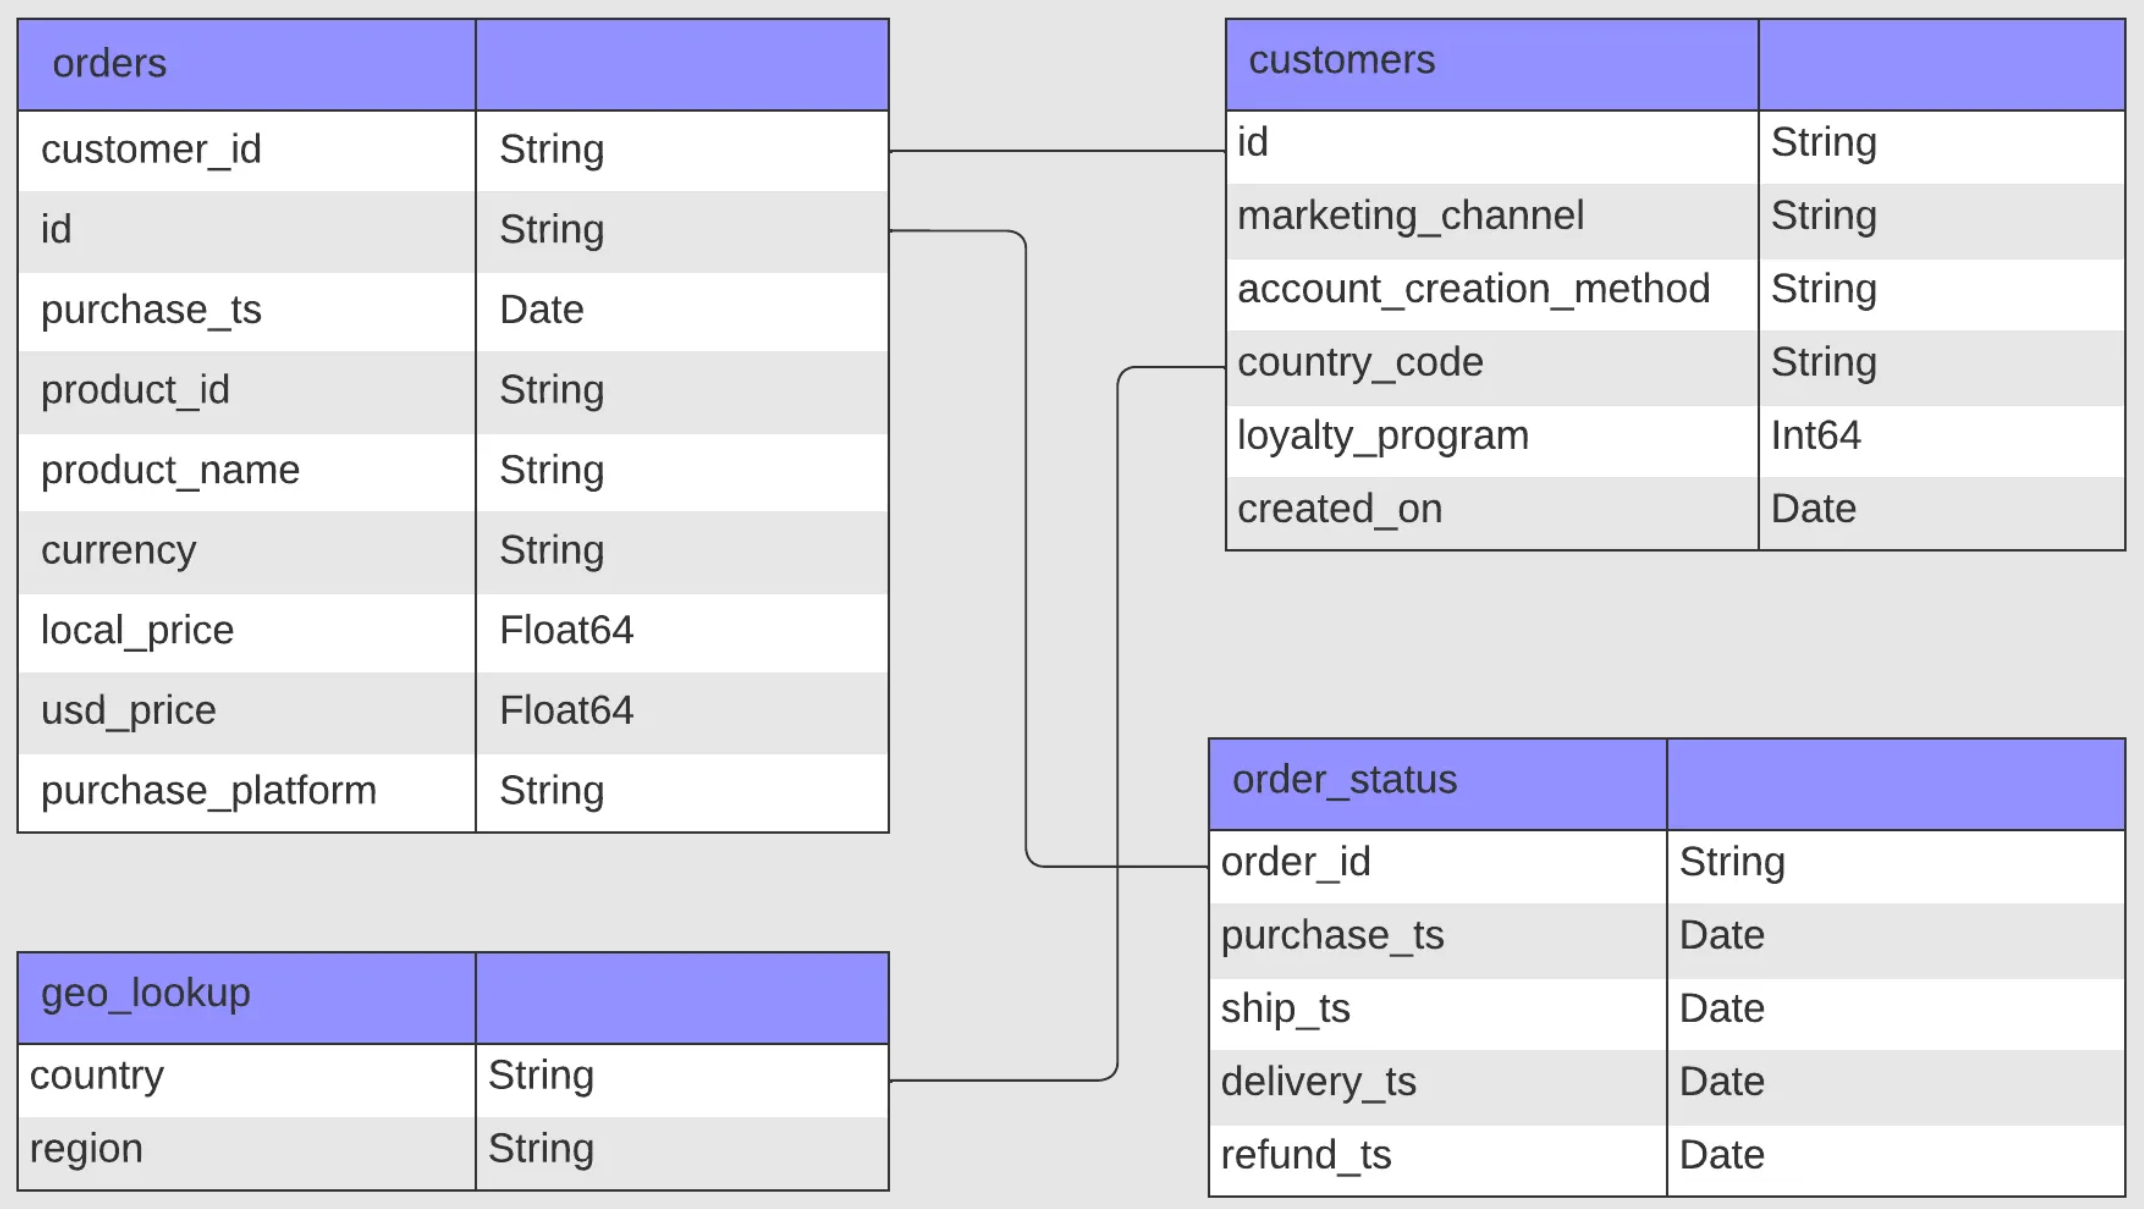 orders
customer_id String
id String
purchase_ts Date
product_id String
product_name String
currency String
local_price Float64
usd_price Float64
purchase_platform String
customers
id String
marketing_channel String
account_creation_method String
country_code String
loyalty_program Int64
created_on Date
geo_lookup
country String
region String
order_status
order_id String
purchase_ts Date
ship_ts Date
delivery_ts Date
refund_ts Date